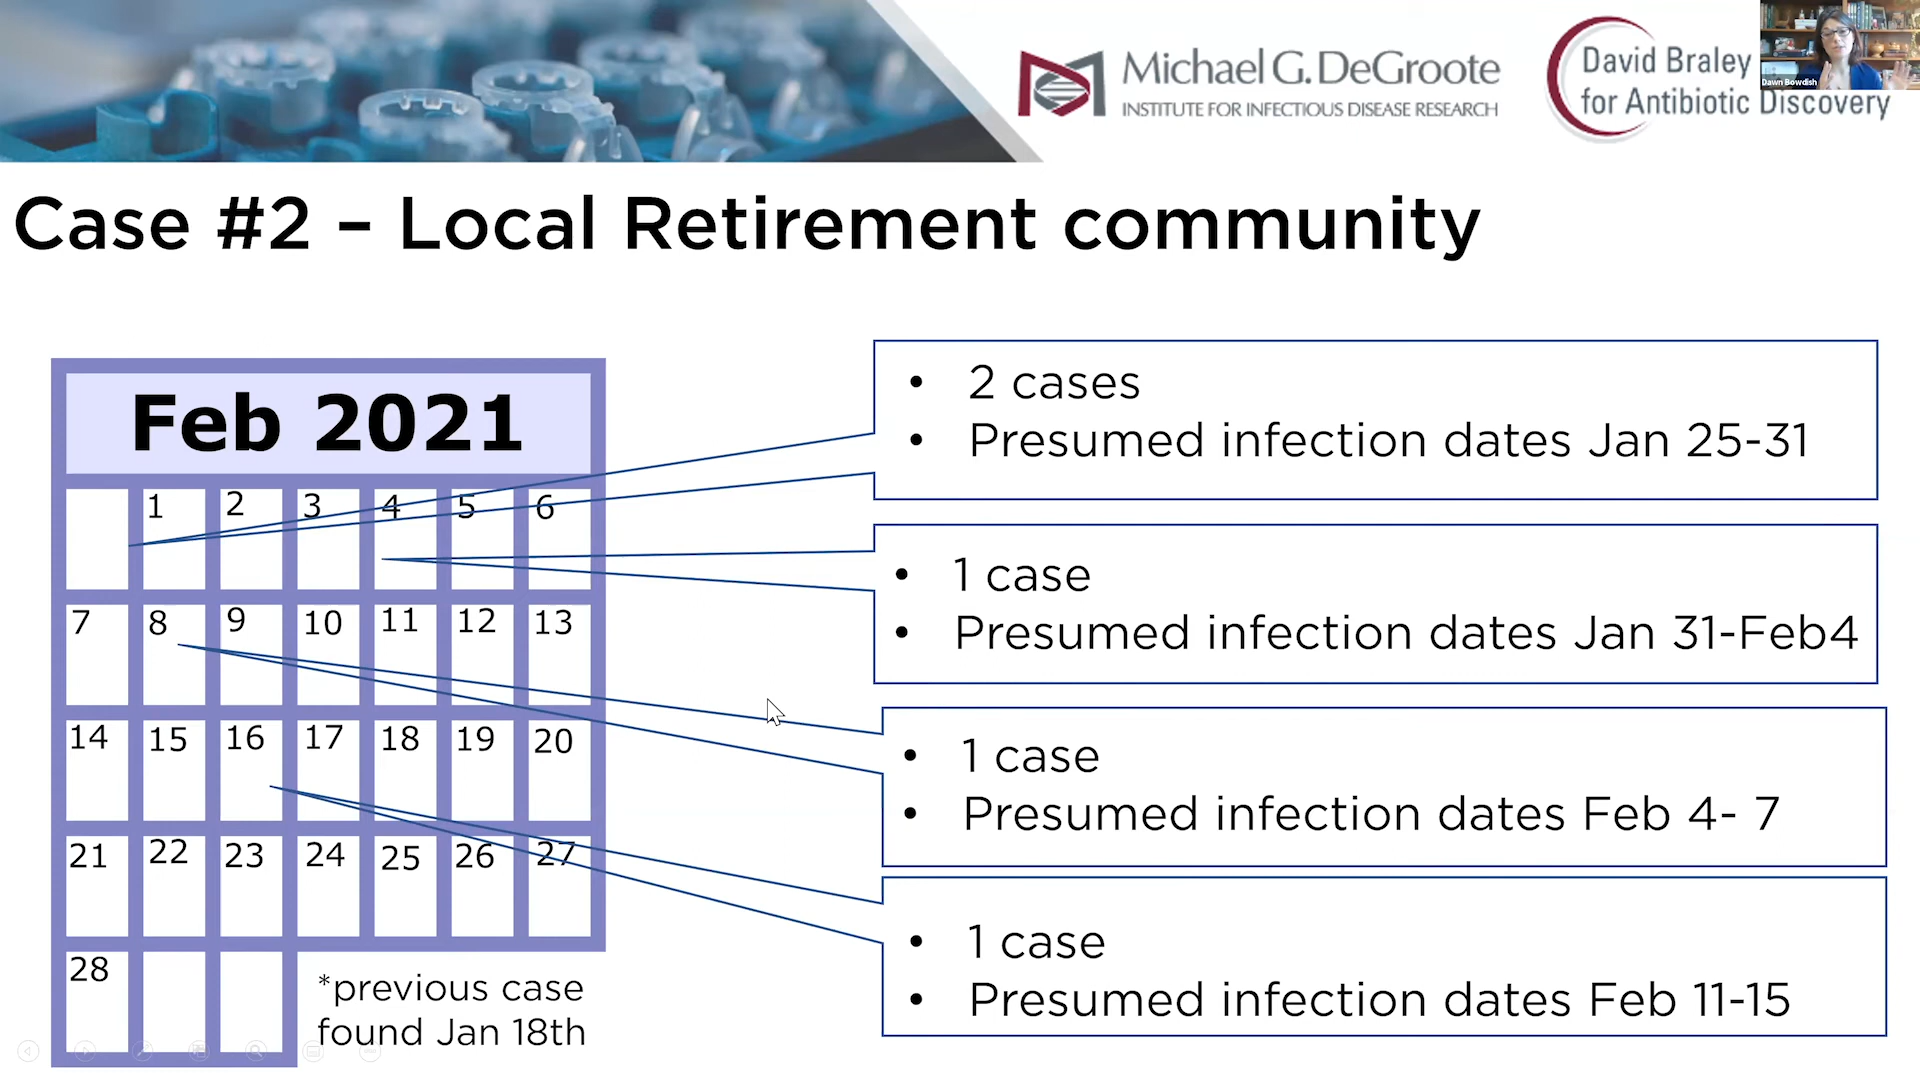 Michael G. DeGroote
INSTITUTE FOR INFECTIOUS DISEASE RESEARCH
David Braley
for Antibiotic Discovery
Dawn Bowdish
Case #2 – Local Retirement community
Feb 2021
1 2 3 4 5 6
7 8 9 10 11 12 13
14 15 16 17 18 19 20
21 22 23 24 25 26 27
28
*previous case
found Jan 18th
• 2 cases
• Presumed infection dates Jan 25-31
• 1 case
• Presumed infection dates Jan 31-Feb4
• 1 case
• Presumed infection dates Feb 4- 7
• 1 case
• Presumed infection dates Feb 11-15